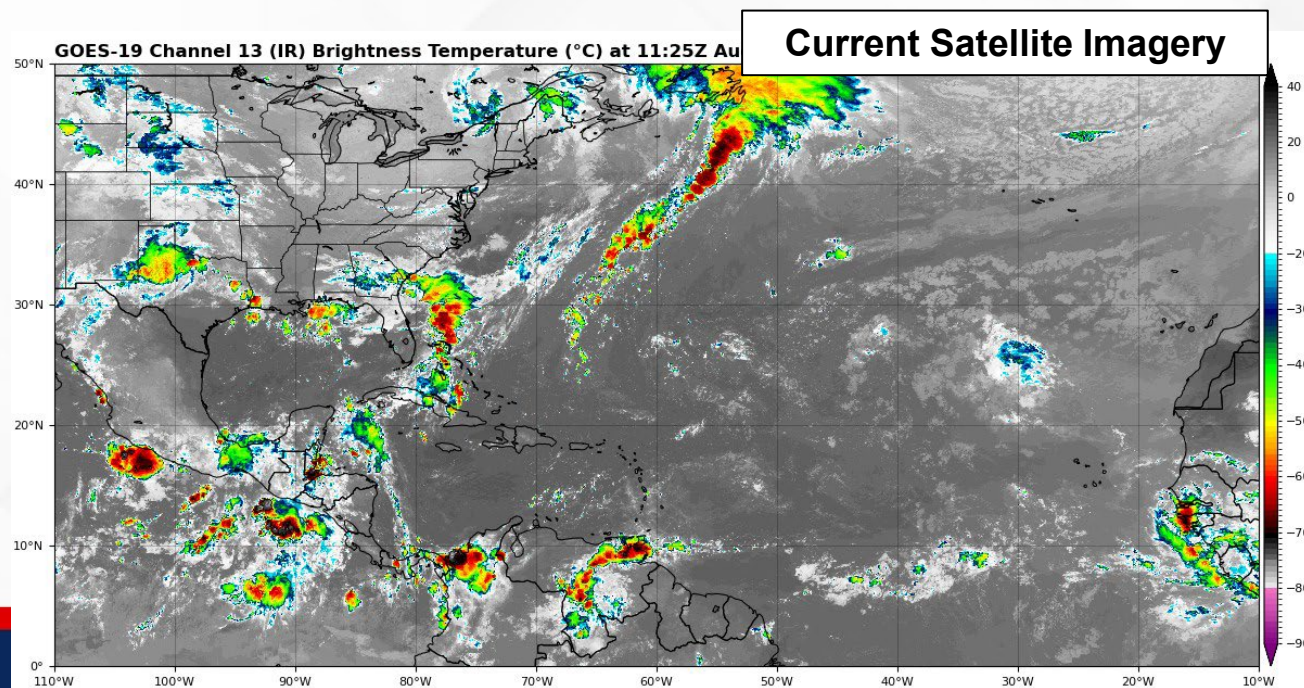 Current Satellite Imagery
GOES-19 Channel 13 (IR) Brightness Temperature (°C) at 11:25Z Au
50°N
40°N
30°N
20°N
10°N
0°
110°W 100°W 90°W 80°W 70°W 60°W 50°W 40°W 30°W 20°W 10°W
40
20
0
−20
−30
−40
−50
−60
−70
−80
−90